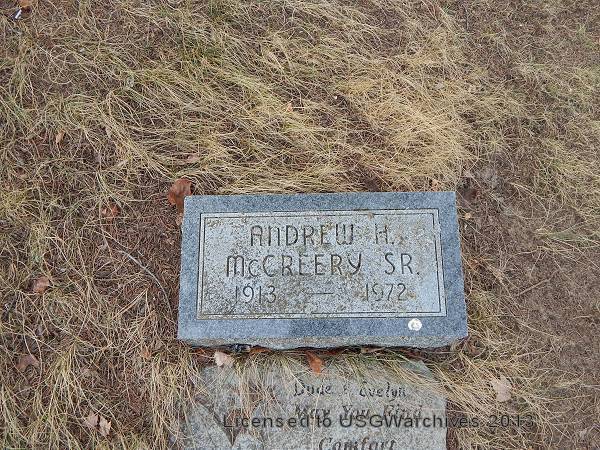 ANDREW H.
McCREERY SR.
1913 — 1972
Dude & Evelyn
May You Find
Comfort
Licensed to USGWarchives 2013